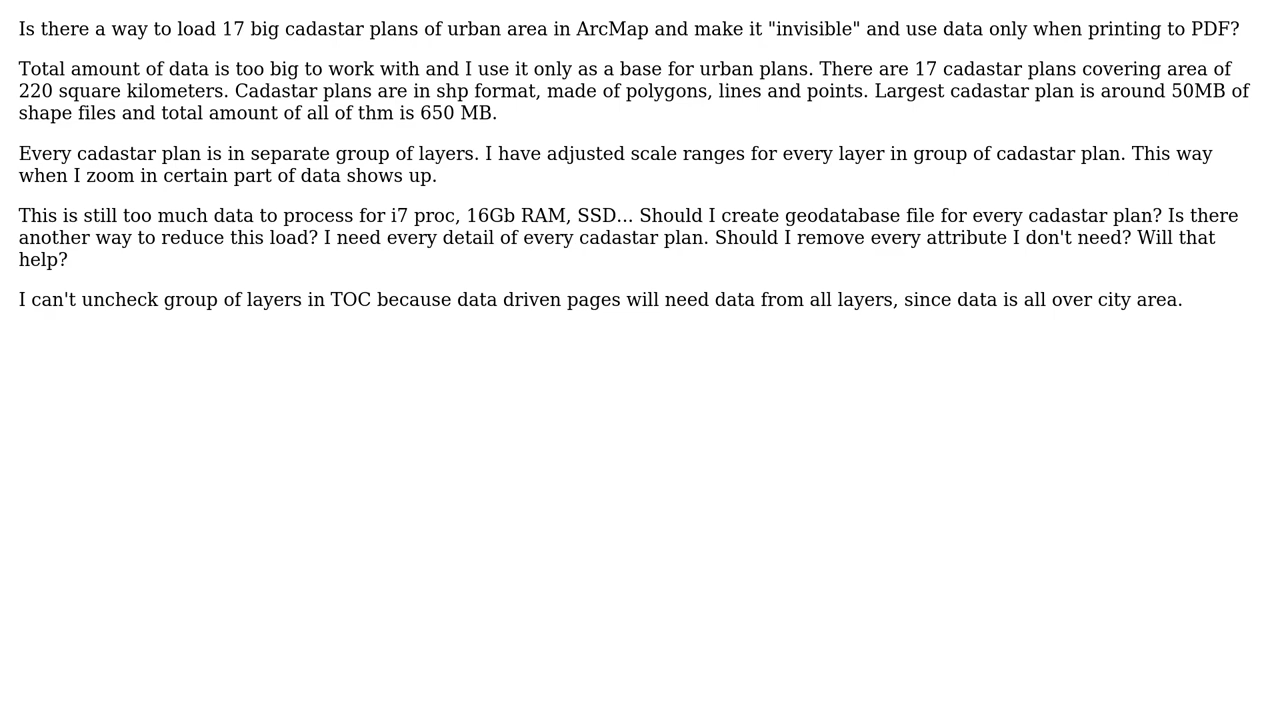 Is there a way to load 17 big cadastar plans of urban area in ArcMap and make it "invisible" and use data only when printing to PDF?
Total amount of data is too big to work with and I use it only as a base for urban plans. There are 17 cadastar plans covering area of
220 square kilometers. Cadastar plans are in shp format, made of polygons, lines and points. Largest cadastar plan is around 50MB of
shape files and total amount of all of thm is 650 MB.
Every cadastar plan is in separate group of layers. I have adjusted scale ranges for every layer in group of cadastar plan. This way
when I zoom in certain part of data shows up.
This is still too much data to process for i7 proc, 16Gb RAM, SSD... Should I create geodatabase file for every cadastar plan? Is there
another way to reduce this load? I need every detail of every cadastar plan. Should I remove every attribute I don't need? Will that
help?
I can't uncheck group of layers in TOC because data driven pages will need data from all layers, since data is all over city area.